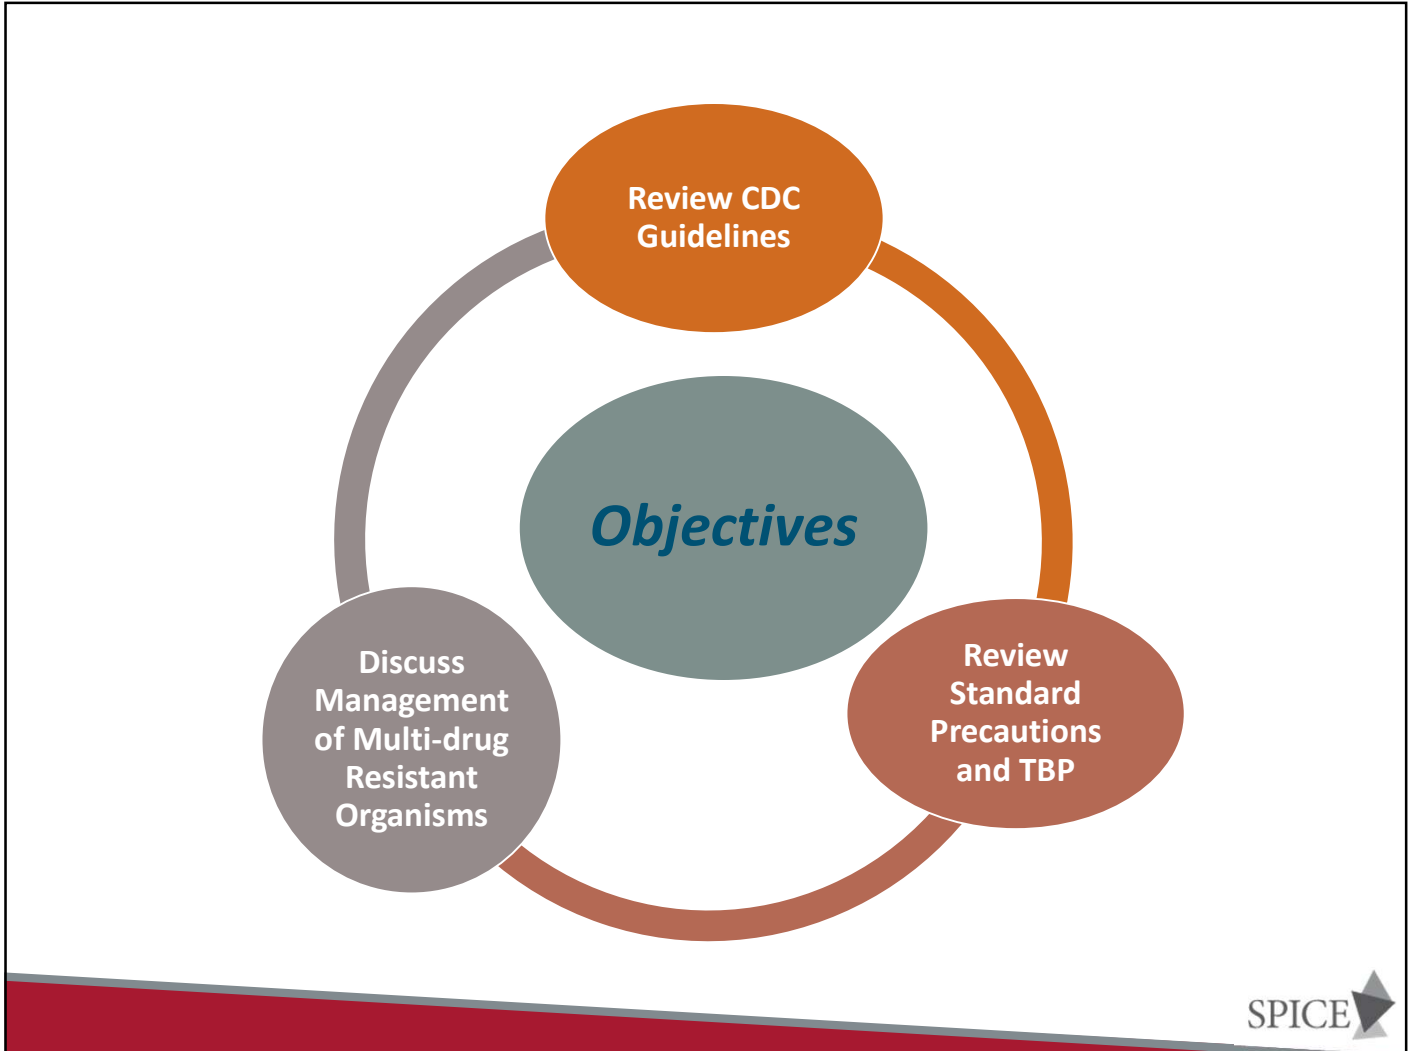 Review CDC
Guidelines
Objectives
Review
Standard
Precautions
and TBP
Discuss
Management
of Multi-drug
Resistant
Organisms
SPICE